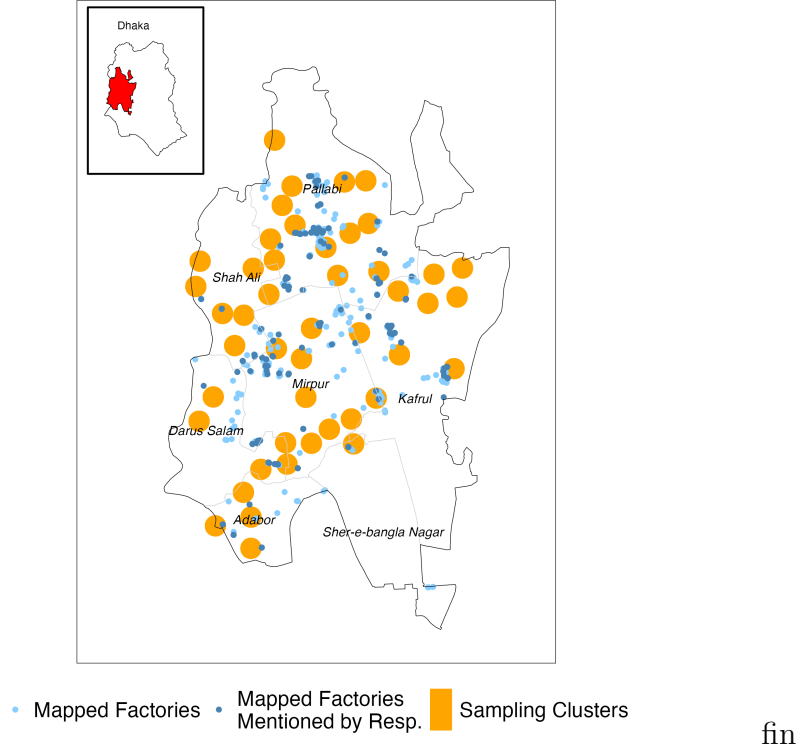 Dhaka
Pallabi
Shah Ali
Mirpur
Kafrul
Darus Salam
Adabor
Sher-e-bangla Nagar
Mapped Factories
Mapped Factories
Mentioned by Resp.
Sampling Clusters
fin